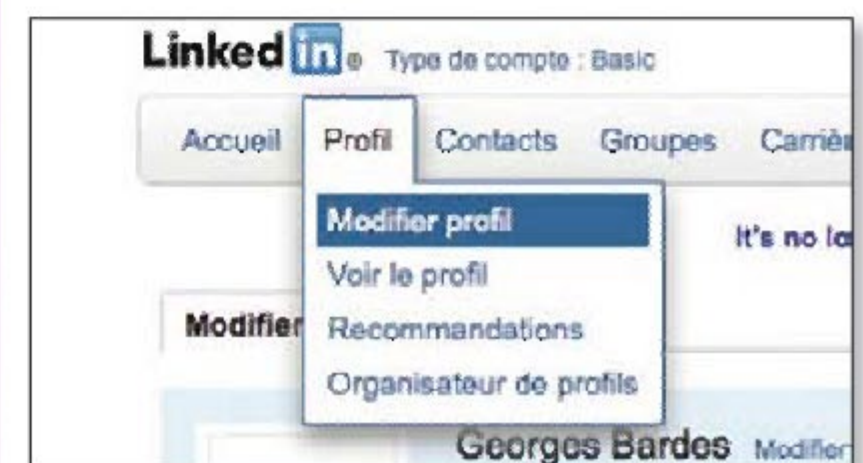 Linked in ® Type de compte : Basic
Accueil Profil Contacts Groupes
Modifier profil
It's no
Voir le profil
Modifier
Recommandations
Organisateur de profils
Georges Bardes Modifier